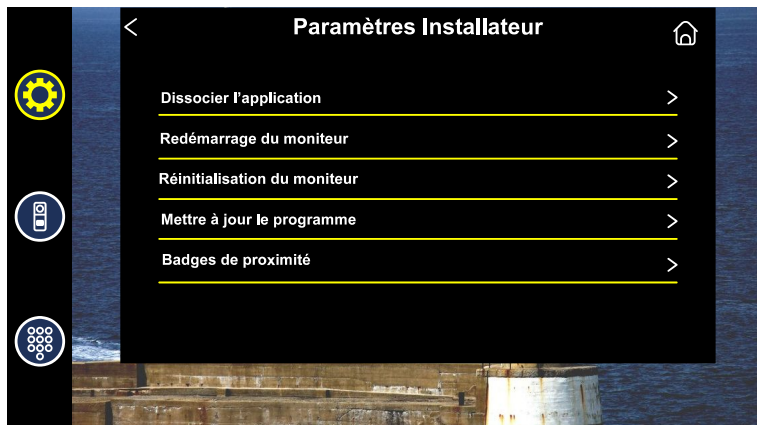 Paramètres Installateur
Dissocier l'application
Redémarrage du moniteur
Réinitialisation du moniteur
Mettre à jour le programme
Badges de proximité